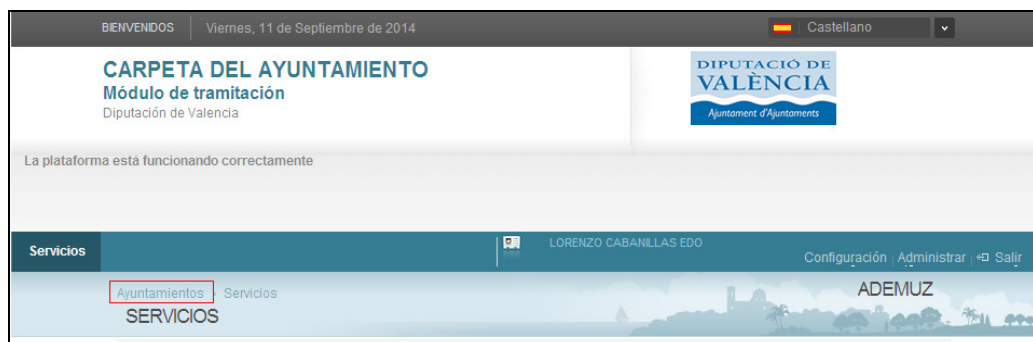 BIENVENIDOS Viernes, 11 de Septiembre de 2014 Castellano
CARPETA DEL AYUNTAMIENTO
Módulo de tramitación
Diputación de Valencia
DIPUTACIÓ DE
VALÈNCIA
Ajuntament d'Ajuntaments
La plataforma está funcionando correctamente
Servicios LORENZO CABANILLAS EDO
Configuración Administrar Salir
Ayuntamientos Servicios ADEMUZ
SERVICIOS